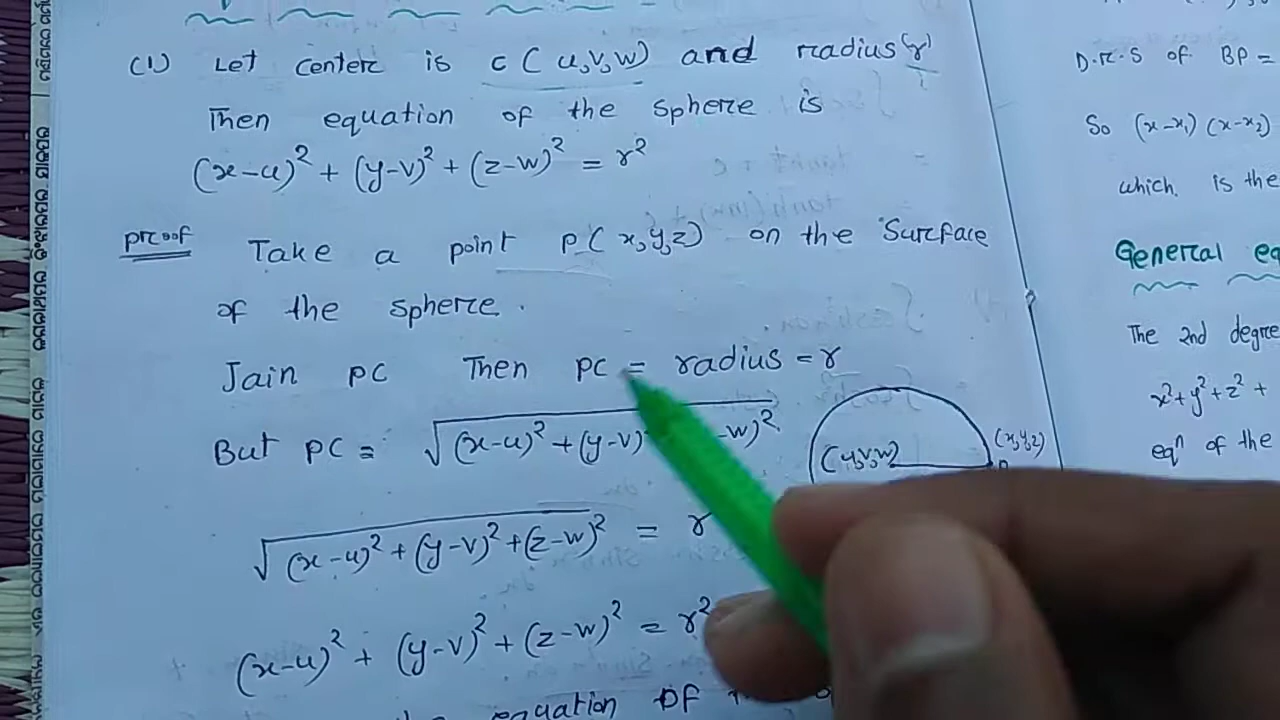 (1) Let center is c(u,v,w) and radius(r)
Then equation of the sphere is
(x-u)² + (y-v)² + (z-w)² = r²
proof Take a point P(x,y,z) on the surface
of the sphere.
Jain PC Then PC = radius = r
But PC = √(x-u)² + (y-v)² -w)²
(u,v,w) (x,y,z)
√(x-u)² + (y-v)² + (z-w)² = r
(x-u)² + (y-v)² + (z-w)² = r²
equation of
D.r.s of BP =
So (x-x₁) (x-x₂)
which. is the
General eq
The 2nd degree
x²+y²+z² +
eqⁿ of the